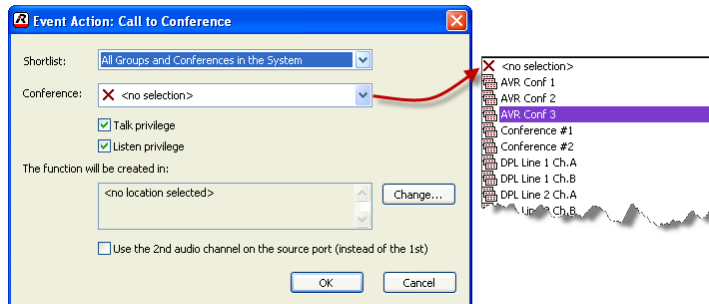 Event Action: Call to Conference
Shortlist: All Groups and Conferences in the System
Conference: <no selection>
Talk privilege
Listen privilege
The function will be created in:
<no location selected>
Change...
Use the 2nd audio channel on the source port (instead of the 1st)
OK Cancel
<no selection>
AVR Conf 1
AVR Conf 2
AVR Conf 3
Conference #1
Conference #2
DPL Line 1 Ch.A
DPL Line 1 Ch.B
DPL Line 2 Ch.A
Ch.B